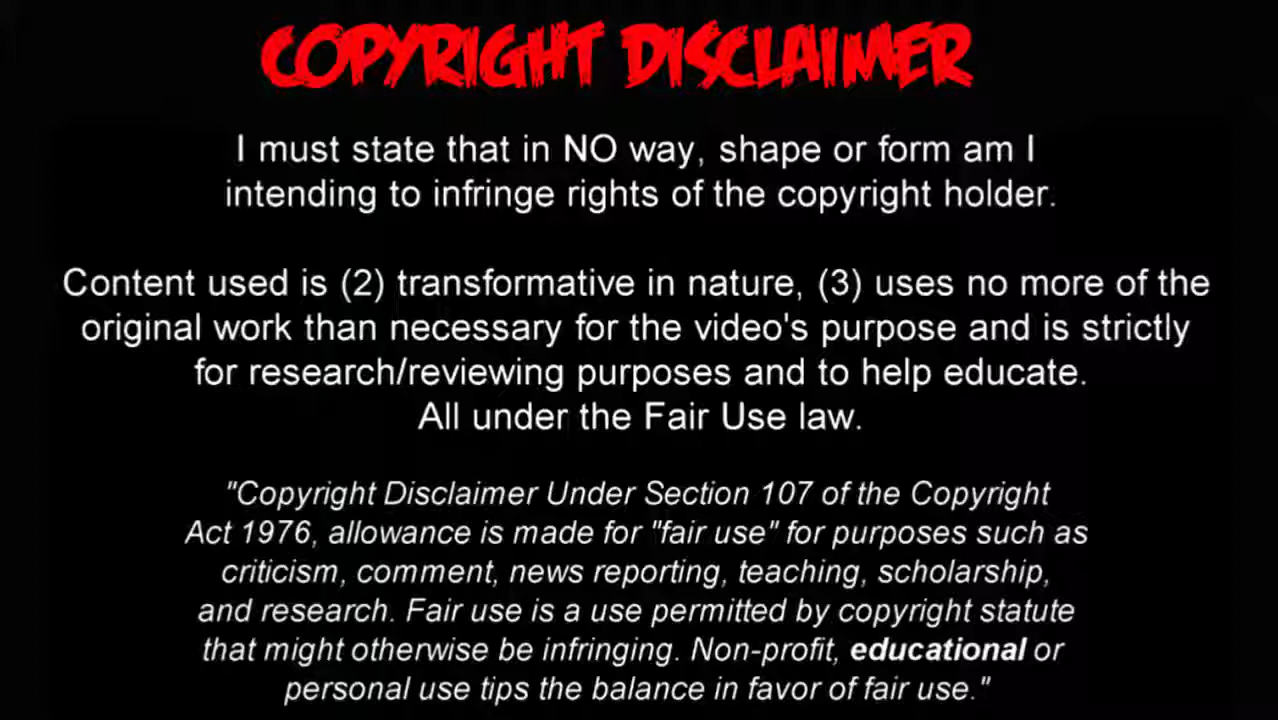 COPYRIGHT DISCLAIMER
I must state that in NO way, shape or form am I
intending to infringe rights of the copyright holder.
Content used is (2) transformative in nature, (3) uses no more of the
original work than necessary for the video's purpose and is strictly
for research/reviewing purposes and to help educate.
All under the Fair Use law.
"Copyright Disclaimer Under Section 107 of the Copyright
Act 1976, allowance is made for "fair use" for purposes such as
criticism, comment, news reporting, teaching, scholarship,
and research. Fair use is a use permitted by copyright statute
that might otherwise be infringing. Non-profit, educational or
personal use tips the balance in favor of fair use."